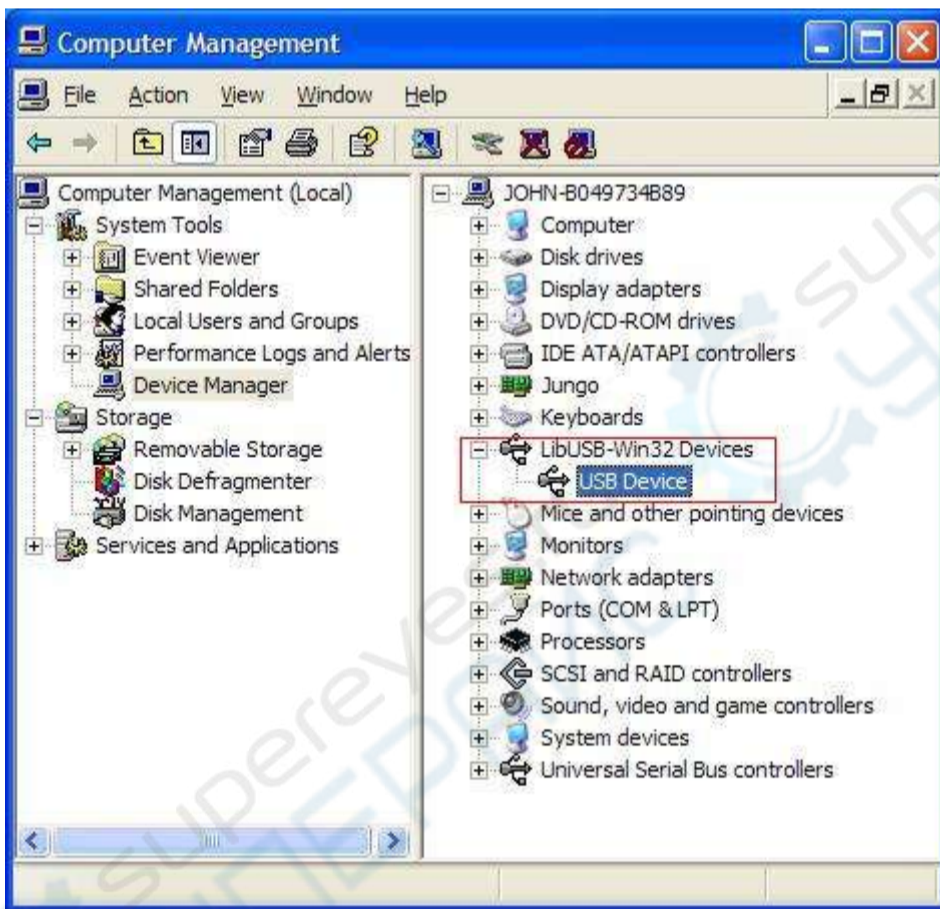 Computer Management
File Action View Window Help
Computer Management (Local)
System Tools
Event Viewer
Shared Folders
Local Users and Groups
Performance Logs and Alerts
Device Manager
Storage
Removable Storage
Disk Defragmenter
Disk Management
Services and Applications
JOHN-B049734B89
Computer
Disk drives
Display adapters
DVD/CD-ROM drives
IDE ATA/ATAPI controllers
Jungo
Keyboards
LibUSB-Win32 Devices
USB Device
Mice and other pointing devices
Monitors
Network adapters
Ports (COM & LPT)
Processors
SCSI and RAID controllers
Sound, video and game controllers
System devices
Universal Serial Bus controllers